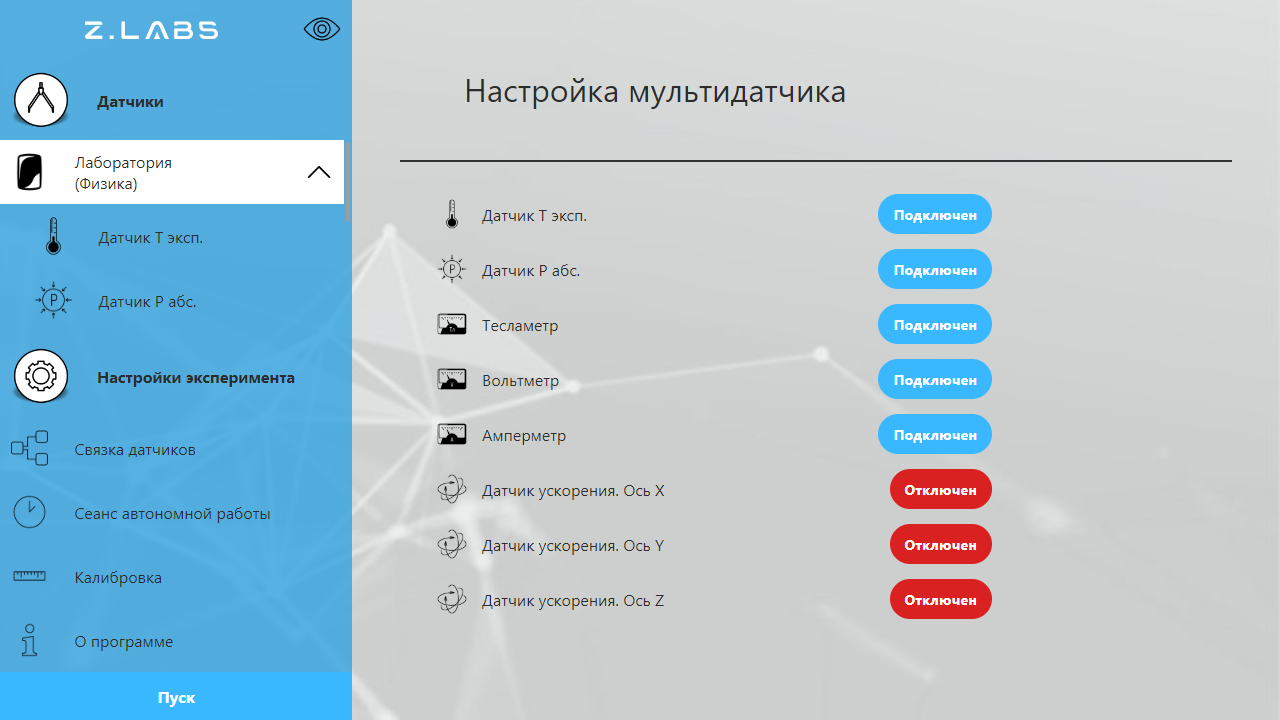 Z.LABS
Датчики
Лаборатория
(Физика)
Датчик T эксп.
P
Датчик P абс.
Настройки эксперимента
Связка датчиков
Сеанс автономной работы
Калибровка
О программе
Пуск
Настройка мультидатчика
Датчик T эксп.
Подключен
P
Датчик P абс.
Подключен
Тесламетр
Подключен
Вольтметр
Подключен
Амперметр
Подключен
Датчик ускорения. Ось X
Отключен
Датчик ускорения. Ось Y
Отключен
Датчик ускорения. Ось Z
Отключен